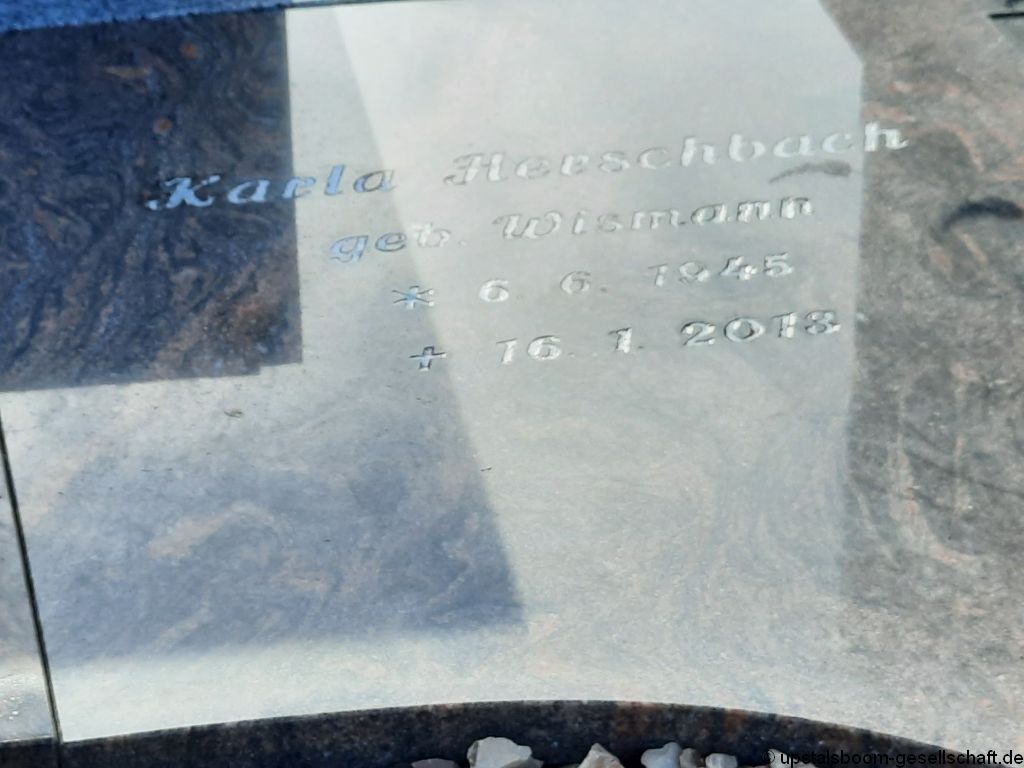 Karla Herschbach
geb. Wismann
* 6. 6. 1945
+ 16. 1. 2018
© upstalsboom-gesellschaft.de